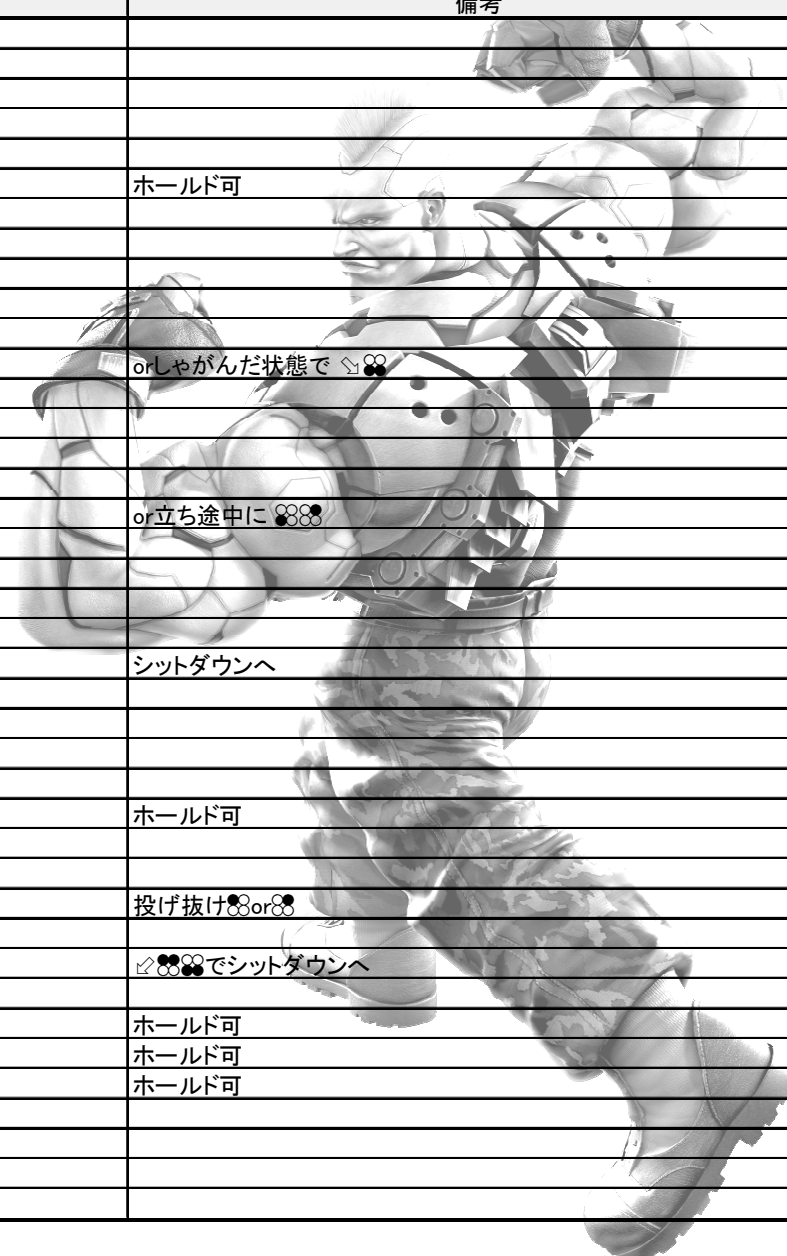 備考
ホールド可
orしゃがんだ状態で ⇘
or立ち途中に
シットダウンへ
ホールド可
投げ抜けor
⇙でシットダウンへ
ホールド可
ホールド可
ホールド可